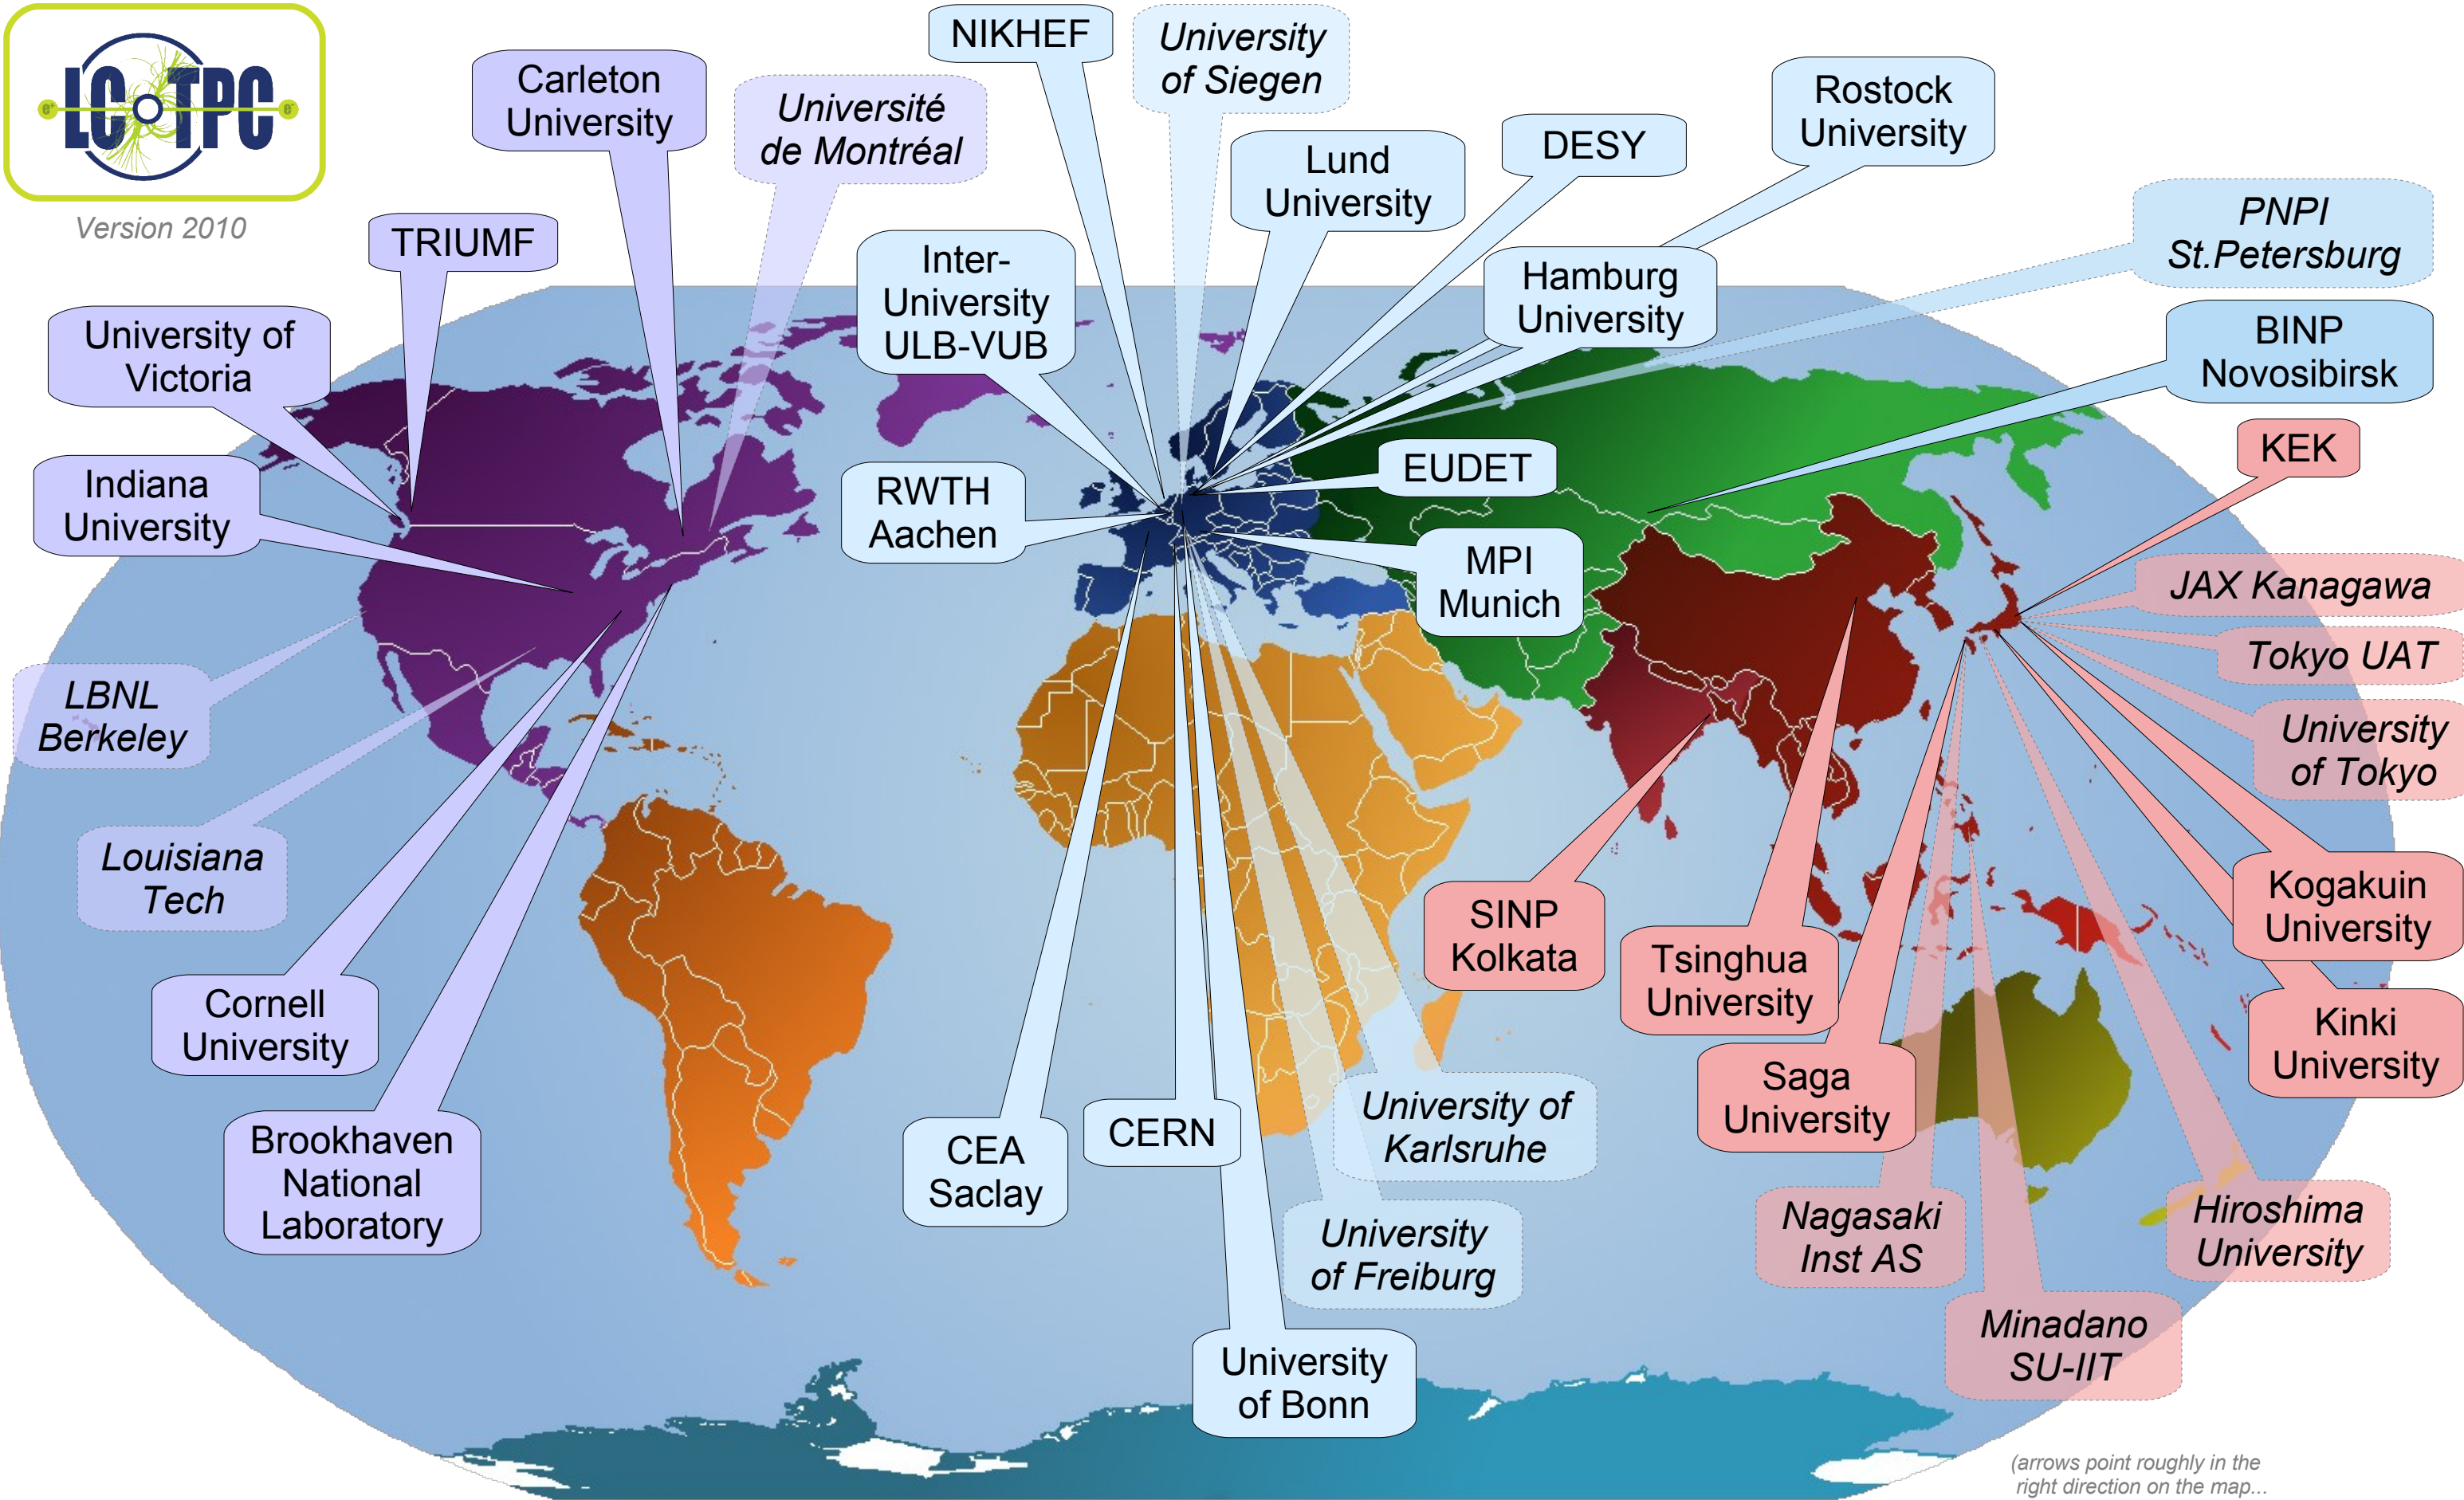 LC TPC
e+
e-
Version 2010
Carleton
University
Université
de Montréal
NIKHEF
University
of Siegen
Lund
University
DESY
Rostock
University
PNPI
St.Petersburg
TRIUMF
Inter-
University
ULB-VUB
Hamburg
University
BINP
Novosibirsk
University of
Victoria
KEK
Indiana
University
RWTH
Aachen
EUDET
MPI
Munich
JAX Kanagawa
Tokyo UAT
LBNL
Berkeley
University
of Tokyo
Louisiana
Tech
Kogakuin
University
SINP
Kolkata
Tsinghua
University
Cornell
University
Kinki
University
Saga
University
Brookhaven
National
Laboratory
CEA
Saclay
CERN
University of
Karlsruhe
University
of Freiburg
Nagasaki
Inst AS
Hiroshima
University
Minadano
SU-IIT
University
of Bonn
(arrows point roughly in the
right direction on the map...